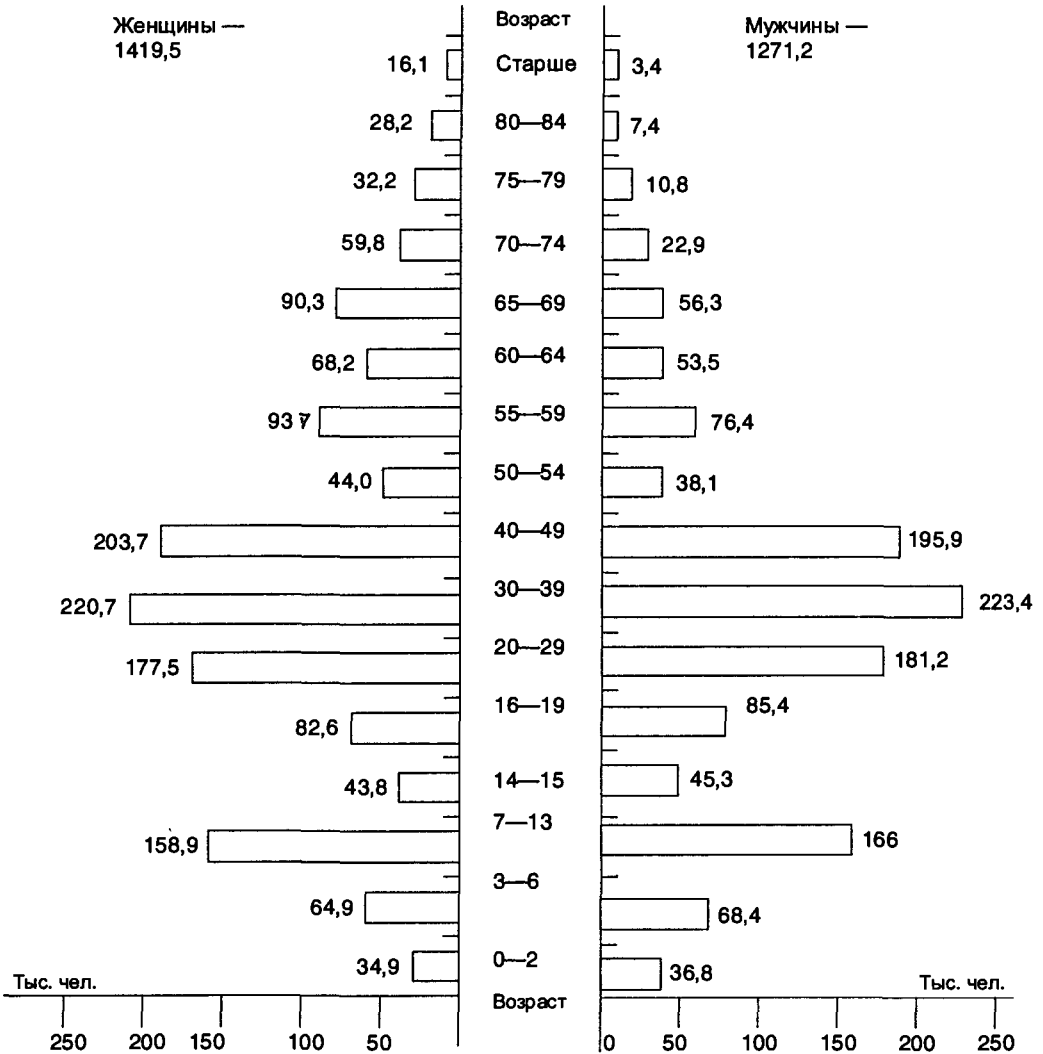 Женщины —
1419,5
Возраст
Мужчины —
1271,2
16,1 Старше 3,4
28,2 80—84 7,4
32,2 75—79 10,8
59,8 70—74 22,9
90,3 65—69 56,3
68,2 60—64 53,5
93 7 55—59 76,4
44,0 50—54 38,1
203,7 40—49 195,9
220,7 30—39 223,4
177,5 20—29 181,2
82,6 16—19 85,4
43,8 14—15 45,3
158,9 7—13 166
64,9 3—6 68,4
34,9 0—2 36,8
Тыс. чел. Возраст Тыс. чел.
250 200 150 100 50 0 50 100 150 200 250